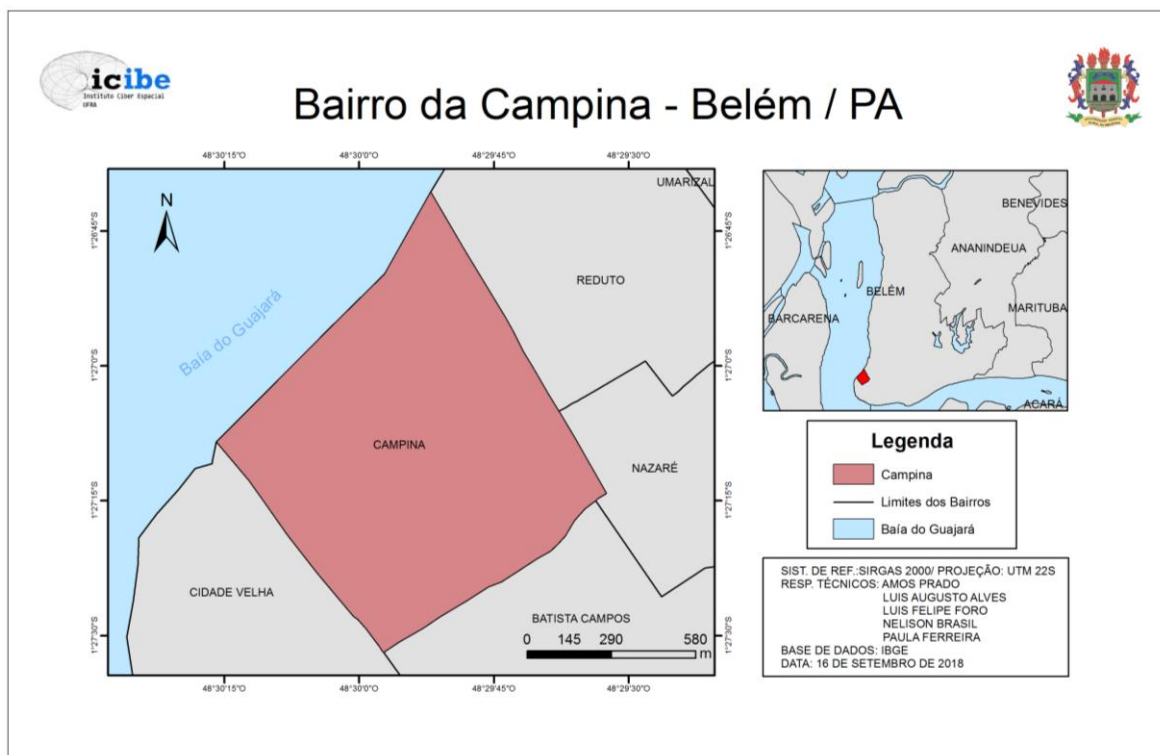 icibe
Instituto Ciber Espacial
UFRA
Bairro da Campina - Belém / PA
48°30'15"O
48°30'0"O
48°29'45"O
48°29'30"O
1°26'45"S
1°27'0"S
1°27'15"S
1°27'30"S
1°26'45"S
1°27'0"S
1°27'15"S
1°27'30"S
N
UMARIZAL
REDUTO
Baía do Guajará
CAMPINA
NAZARÉ
CIDADE VELHA
BATISTA CAMPOS
0 145 290 580
m
48°30'15"O
48°30'0"O
48°29'45"O
48°29'30"O
BENEVIDES
ANANINDEUA
BELÉM
MARITUBA
BARCARENA
ACARÁ
Legenda
Campina
Limites dos Bairros
Baía do Guajará
SIST. DE REF.:SIRGAS 2000/ PROJEÇÃO: UTM 22S
RESP. TÉCNICOS: AMOS PRADO
LUIS AUGUSTO ALVES
LUIS FELIPE FORO
NELISON BRASIL
PAULA FERREIRA
BASE DE DADOS: IBGE
DATA: 16 DE SETEMBRO DE 2018